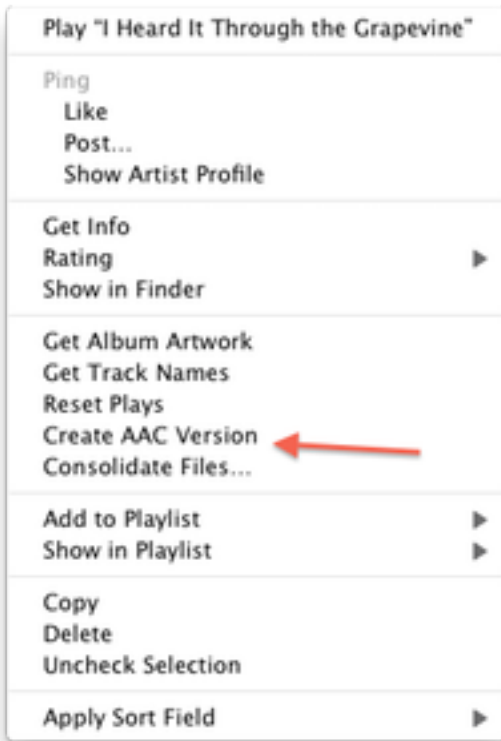 Play “I Heard It Through the Grapevine”
Ping
Like
Post...
Show Artist Profile
Get Info
Rating
Show in Finder
Get Album Artwork
Get Track Names
Reset Plays
Create AAC Version
Consolidate Files...
Add to Playlist
Show in Playlist
Copy
Delete
Uncheck Selection
Apply Sort Field